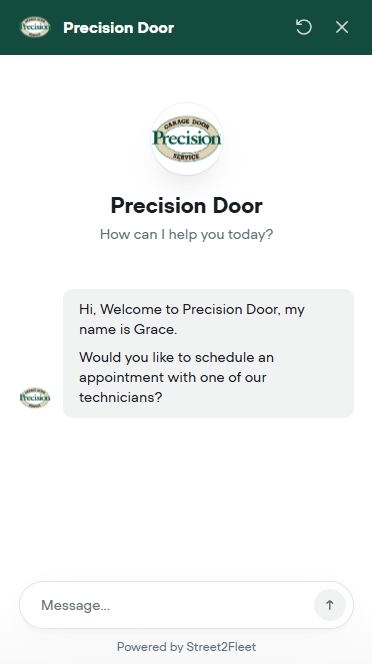 Precision
Precision Door
GARAGE DOOR
Precision
SERVICE
Precision Door
How can I help you today?
Hi, Welcome to Precision Door, my
name is Grace.
Would you like to schedule an
appointment with one of our
technicians?
Precision
Message...
Powered by Street2Fleet